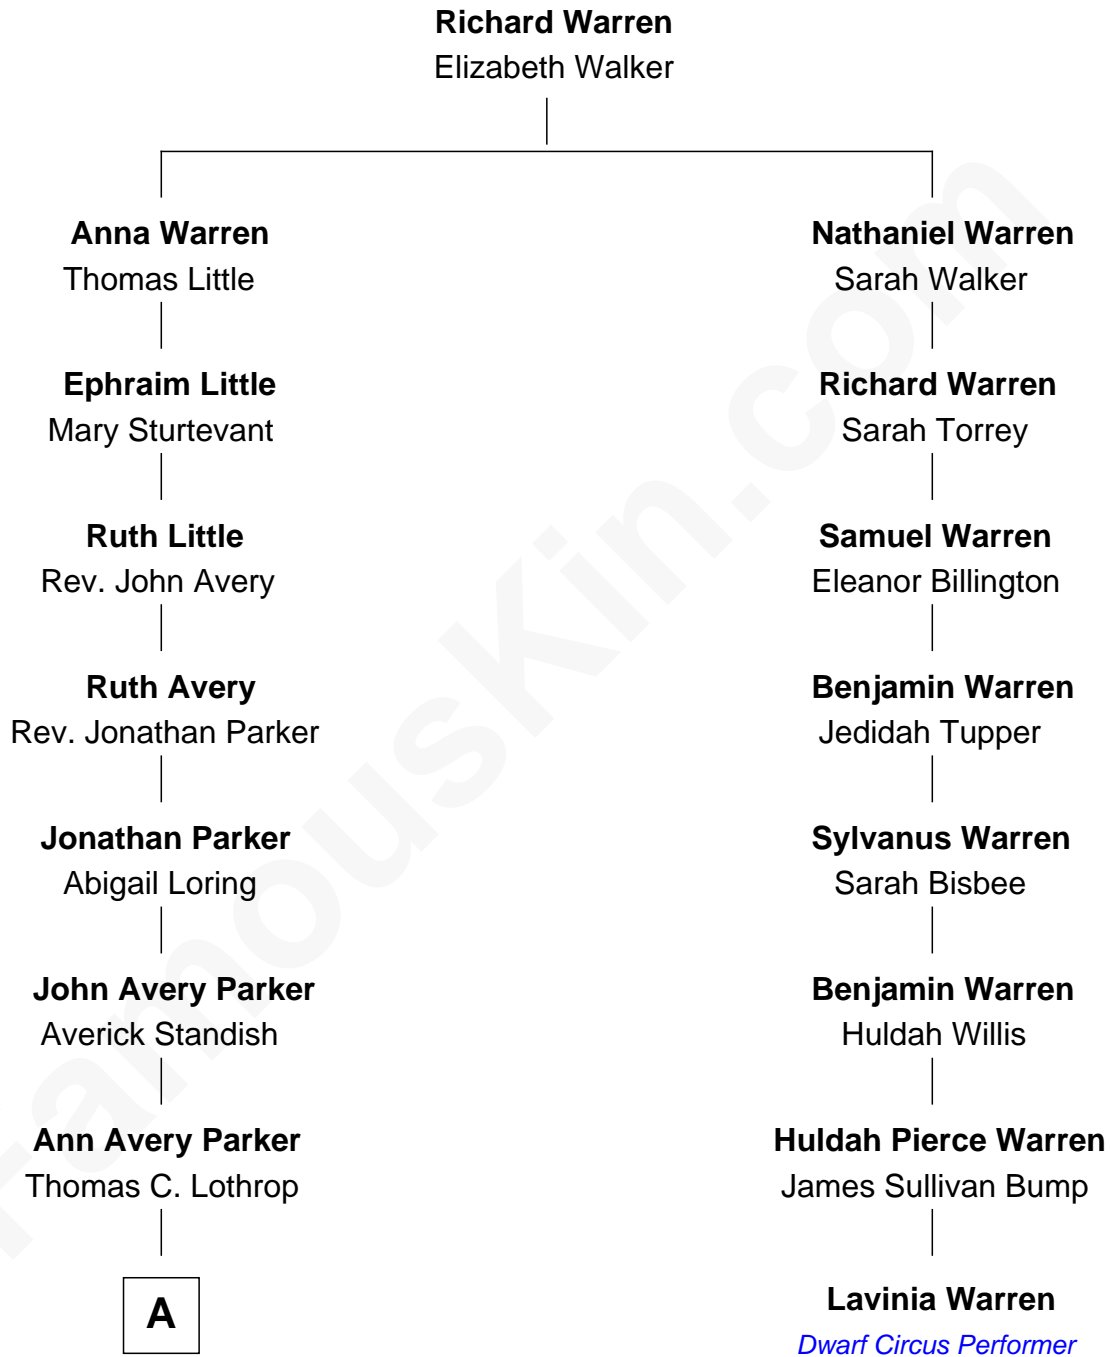 Richard Warren
Elizabeth Walker
Anna Warren
Thomas Little
Nathaniel Warren
Sarah Walker
Ephraim Little
Mary Sturtevant
Richard Warren
Sarah Torrey
Ruth Little
Rev. John Avery
Samuel Warren
Eleanor Billington
Ruth Avery
Rev. Jonathan Parker
Benjamin Warren
Jedidah Tupper
Jonathan Parker
Abigail Loring
Sylvanus Warren
Sarah Bisbee
John Avery Parker
Averick Standish
Benjamin Warren
Huldah Willis
Ann Avery Parker
Thomas C. Lothrop
Huldah Pierce Warren
James Sullivan Bump
A
Lavinia Warren
Dwarf Circus Performer
FamousKin.com